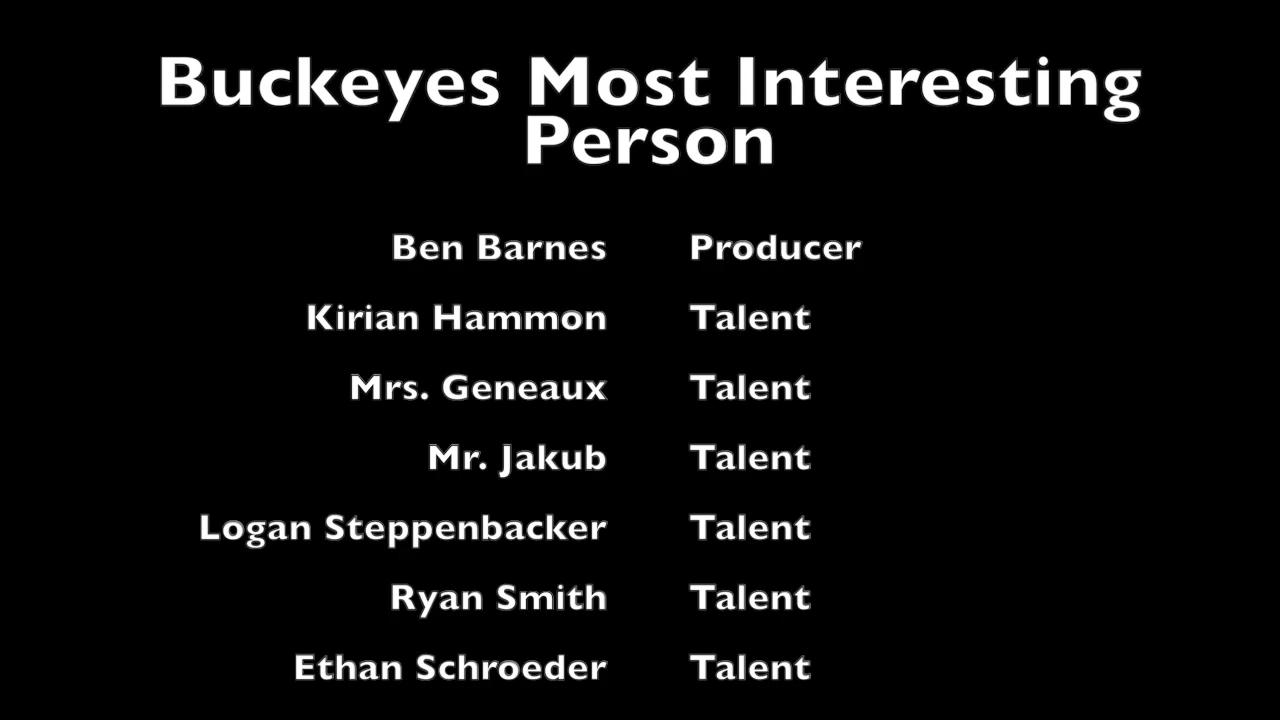 Buckeyes Most Interesting
Person
Ben Barnes Producer
Kirian Hammon Talent
Mrs. Geneaux Talent
Mr. Jakub Talent
Logan Steppenbacker Talent
Ryan Smith Talent
Ethan Schroeder Talent